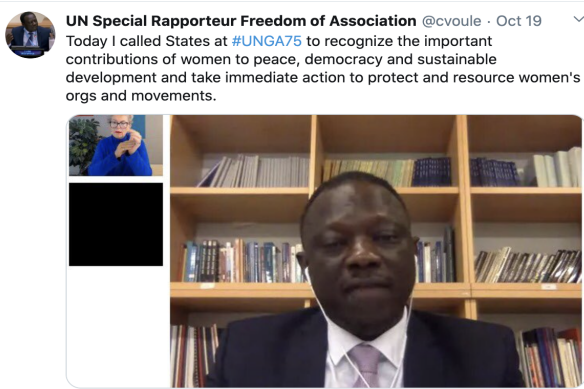 UN Special Rapporteur Freedom of Association @cvoule · Oct 19
Today I called States at #UNGA75 to recognize the important
contributions of women to peace, democracy and sustainable
development and take immediate action to protect and resource women's
orgs and movements.